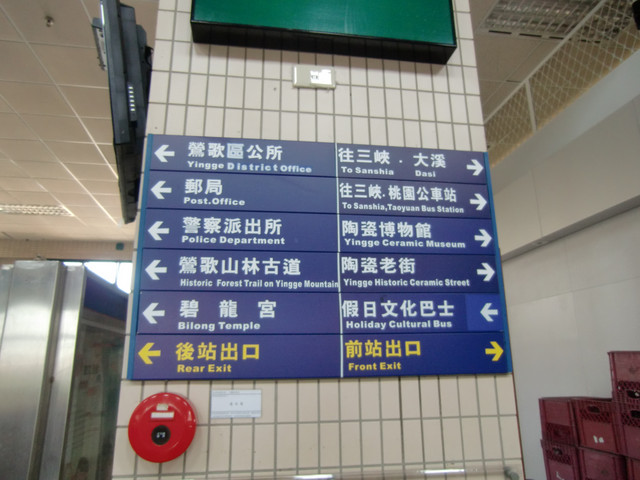 鶯歌區公所
Yingge District Office
郵局
Post.Office
警察派出所
Police Department
鶯歌山林古道
Historic Forest Trail on Yingge Mountain
碧龍宮
Bilong Temple
後站出口
Rear Exit
往三峽．大溪
To Sanshia Dasi
往三峽.桃園公車站
To Sanshia,Taoyuan Bus Station
陶瓷博物館
Yingge Ceramic Museum
陶瓷老街
Yingge Historic Ceramic Street
假日文化巴士
Holiday Cultural Bus
前站出口
Front Exit